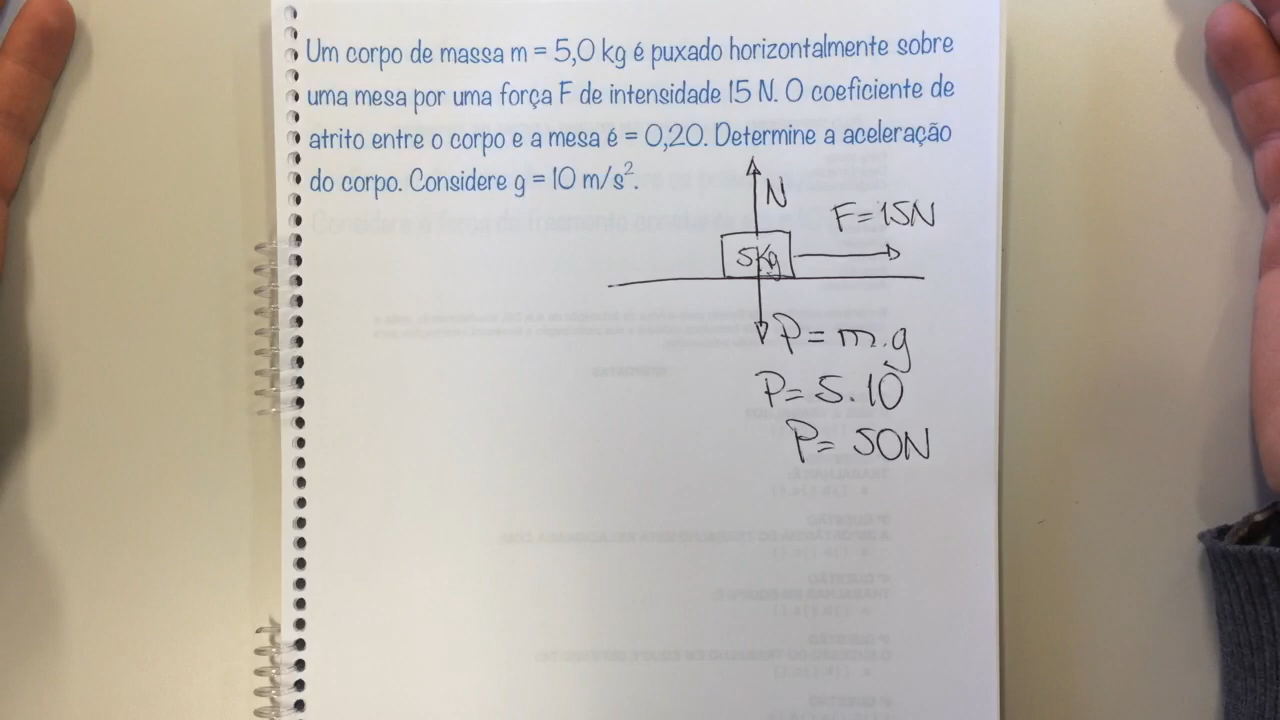 Um corpo de massa m = 5,0 kg é puxado horizontalmente sobre
uma mesa por uma força F de intensidade 15 N. O coeficiente de
atrito entre o corpo e a mesa é = 0,20. Determine a aceleração
do corpo. Considere g = 10 m/s².
N
F=15N
5Kg
P= m.g
P= 5.10
P= 50N